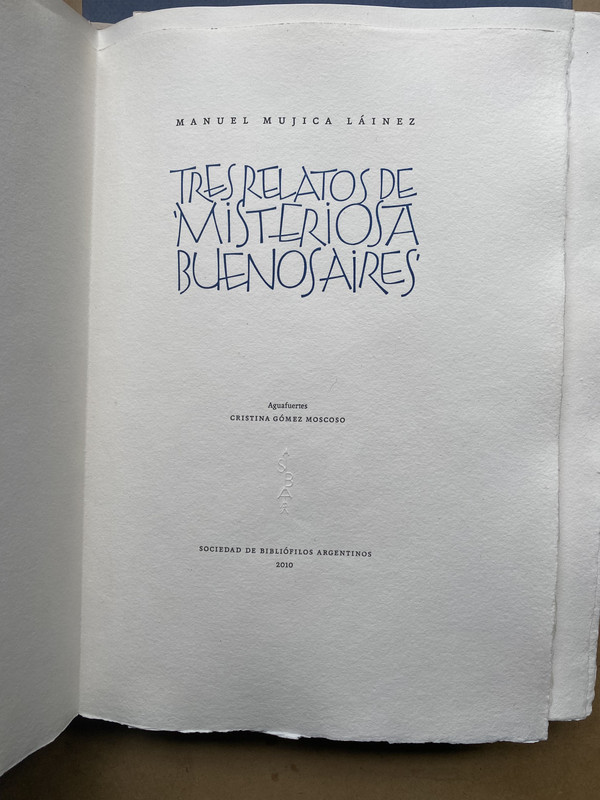 MANUEL MUJICA LÁINEZ
TRES RELATOS DE
'MiSTERiOSA
BUENOS AiRES'
Aguafuertes
CRISTINA GÓMEZ MOSCOSO
SOCIEDAD DE BIBLIÓFILOS ARGENTINOS
2010